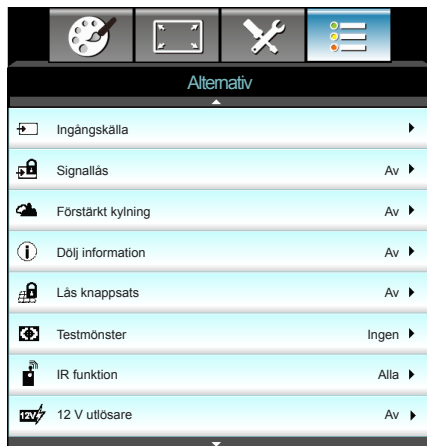 Alternativ
Ingångskälla
Signallås Av
Förstärkt kylning Av
Dölj information Av
Lås knappsats Av
Testmönster Ingen
IR funktion Alla
12V 12 V utlösare Av